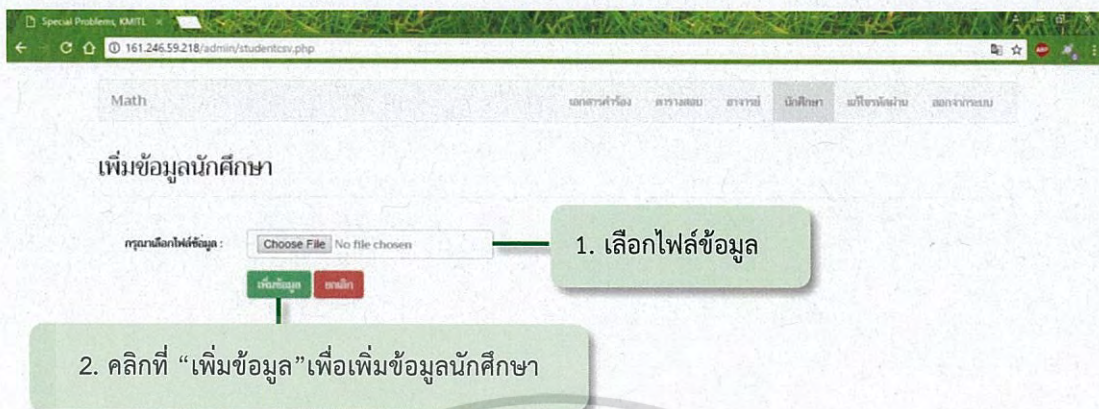 Special Problems, KMITL
161.246.59.218/admin/studentcsv.php
Math เอกสารคำร้อง ตารางสอบ อาจารย์ นักศึกษา แก้ไขรหัสผ่าน ออกจากระบบ
เพิ่มข้อมูลนักศึกษา
กรุณาเลือกไฟล์ข้อมูล : Choose File No file chosen
1. เลือกไฟล์ข้อมูล
เพิ่มข้อมูล ยกเลิก
2. คลิกที่ “เพิ่มข้อมูล”เพื่อเพิ่มข้อมูลนักศึกษา
ABP